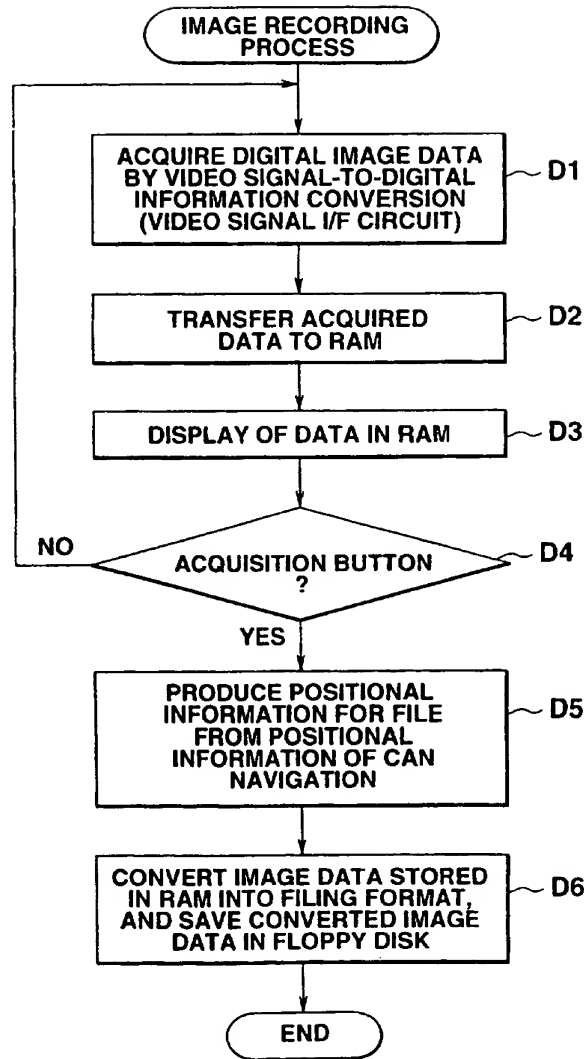 IMAGE RECORDING
PROCESS
ACQUIRE DIGITAL IMAGE DATA
BY VIDEO SIGNAL-TO-DIGITAL
INFORMATION CONVERSION
(VIDEO SIGNAL I/F CIRCUIT)
D1
TRANSFER ACQUIRED
DATA TO RAM
D2
DISPLAY OF DATA IN RAM
D3
NO
ACQUISITION BUTTON
?
D4
YES
PRODUCE POSITIONAL
INFORMATION FOR FILE
FROM POSITIONAL
INFORMATION OF CAN
NAVIGATION
D5
CONVERT IMAGE DATA STORED
IN RAM INTO FILING FORMAT,
AND SAVE CONVERTED IMAGE
DATA IN FLOPPY DISK
D6
END